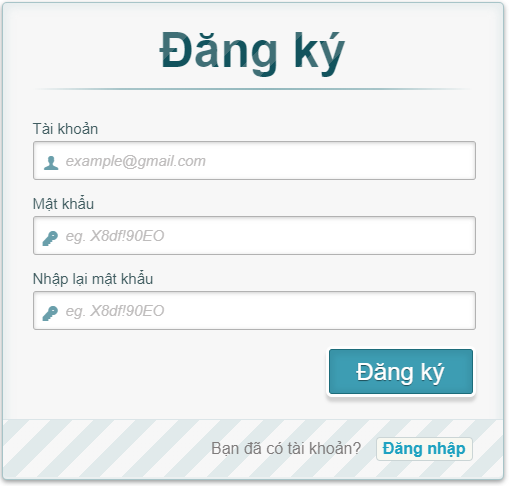 Đăng ký
Tài khoản
example@gmail.com
Mật khẩu
eg. X8df!90EO
Nhập lại mật khẩu
eg. X8df!90EO
Đăng ký
Bạn đã có tài khoản? Đăng nhập